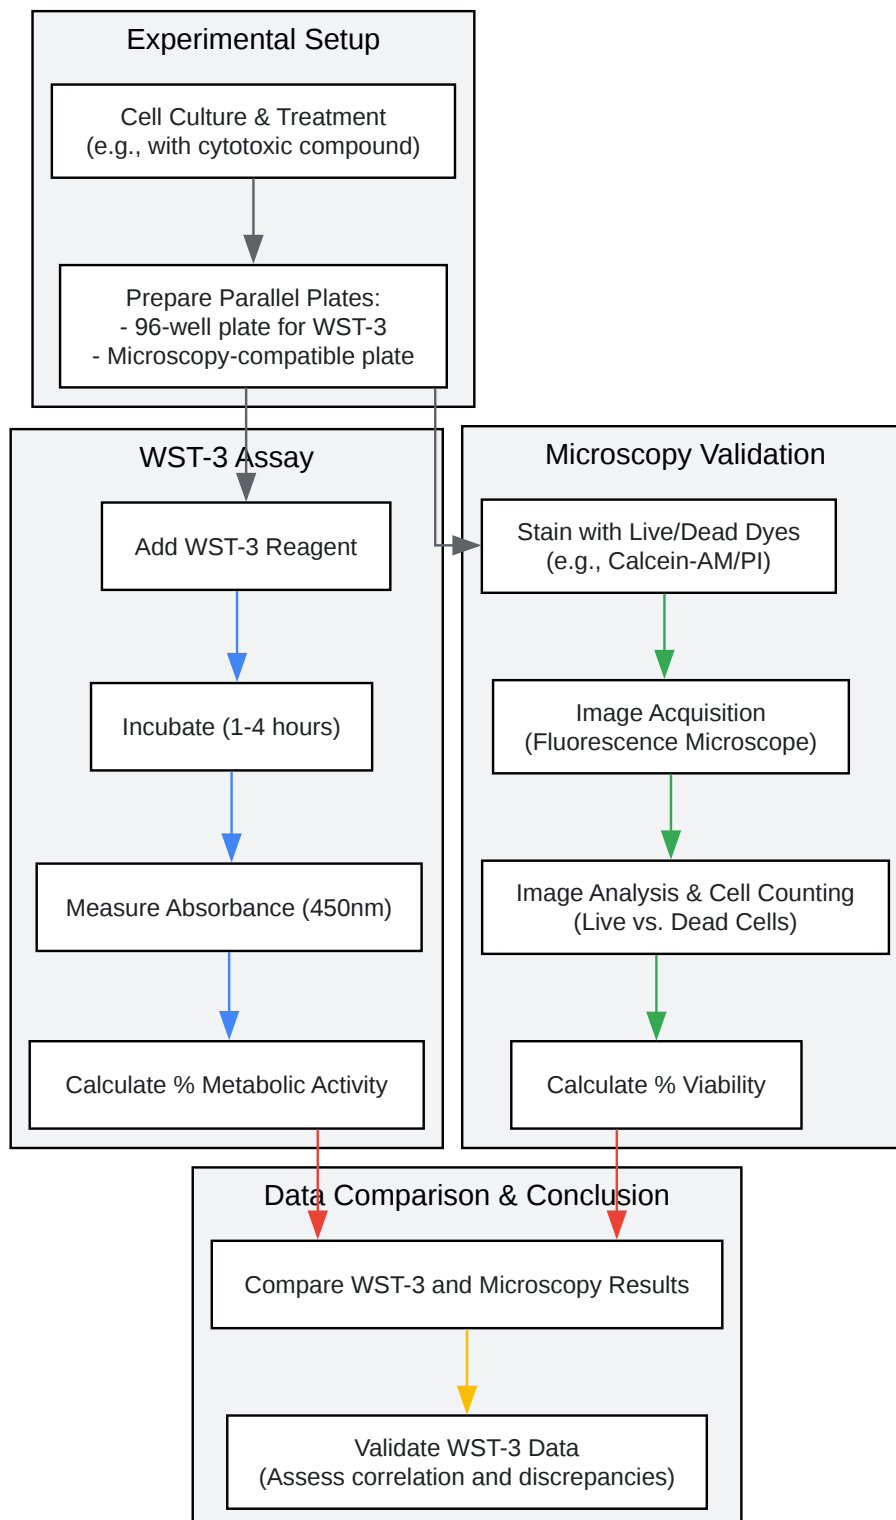 Experimental Setup
Cell Culture & Treatment
(e.g., with cytotoxic compound)
Prepare Parallel Plates:
- 96-well plate for WST-3
- Microscopy-compatible plate
WST-3 Assay
Add WST-3 Reagent
Incubate (1-4 hours)
Measure Absorbance (450nm)
Calculate % Metabolic Activity
Microscopy Validation
Stain with Live/Dead Dyes
(e.g., Calcein-AM/PI)
Image Acquisition
(Fluorescence Microscope)
Image Analysis & Cell Counting
(Live vs. Dead Cells)
Calculate % Viability
Data Comparison & Conclusion
Compare WST-3 and Microscopy Results
Validate WST-3 Data
(Assess correlation and discrepancies)